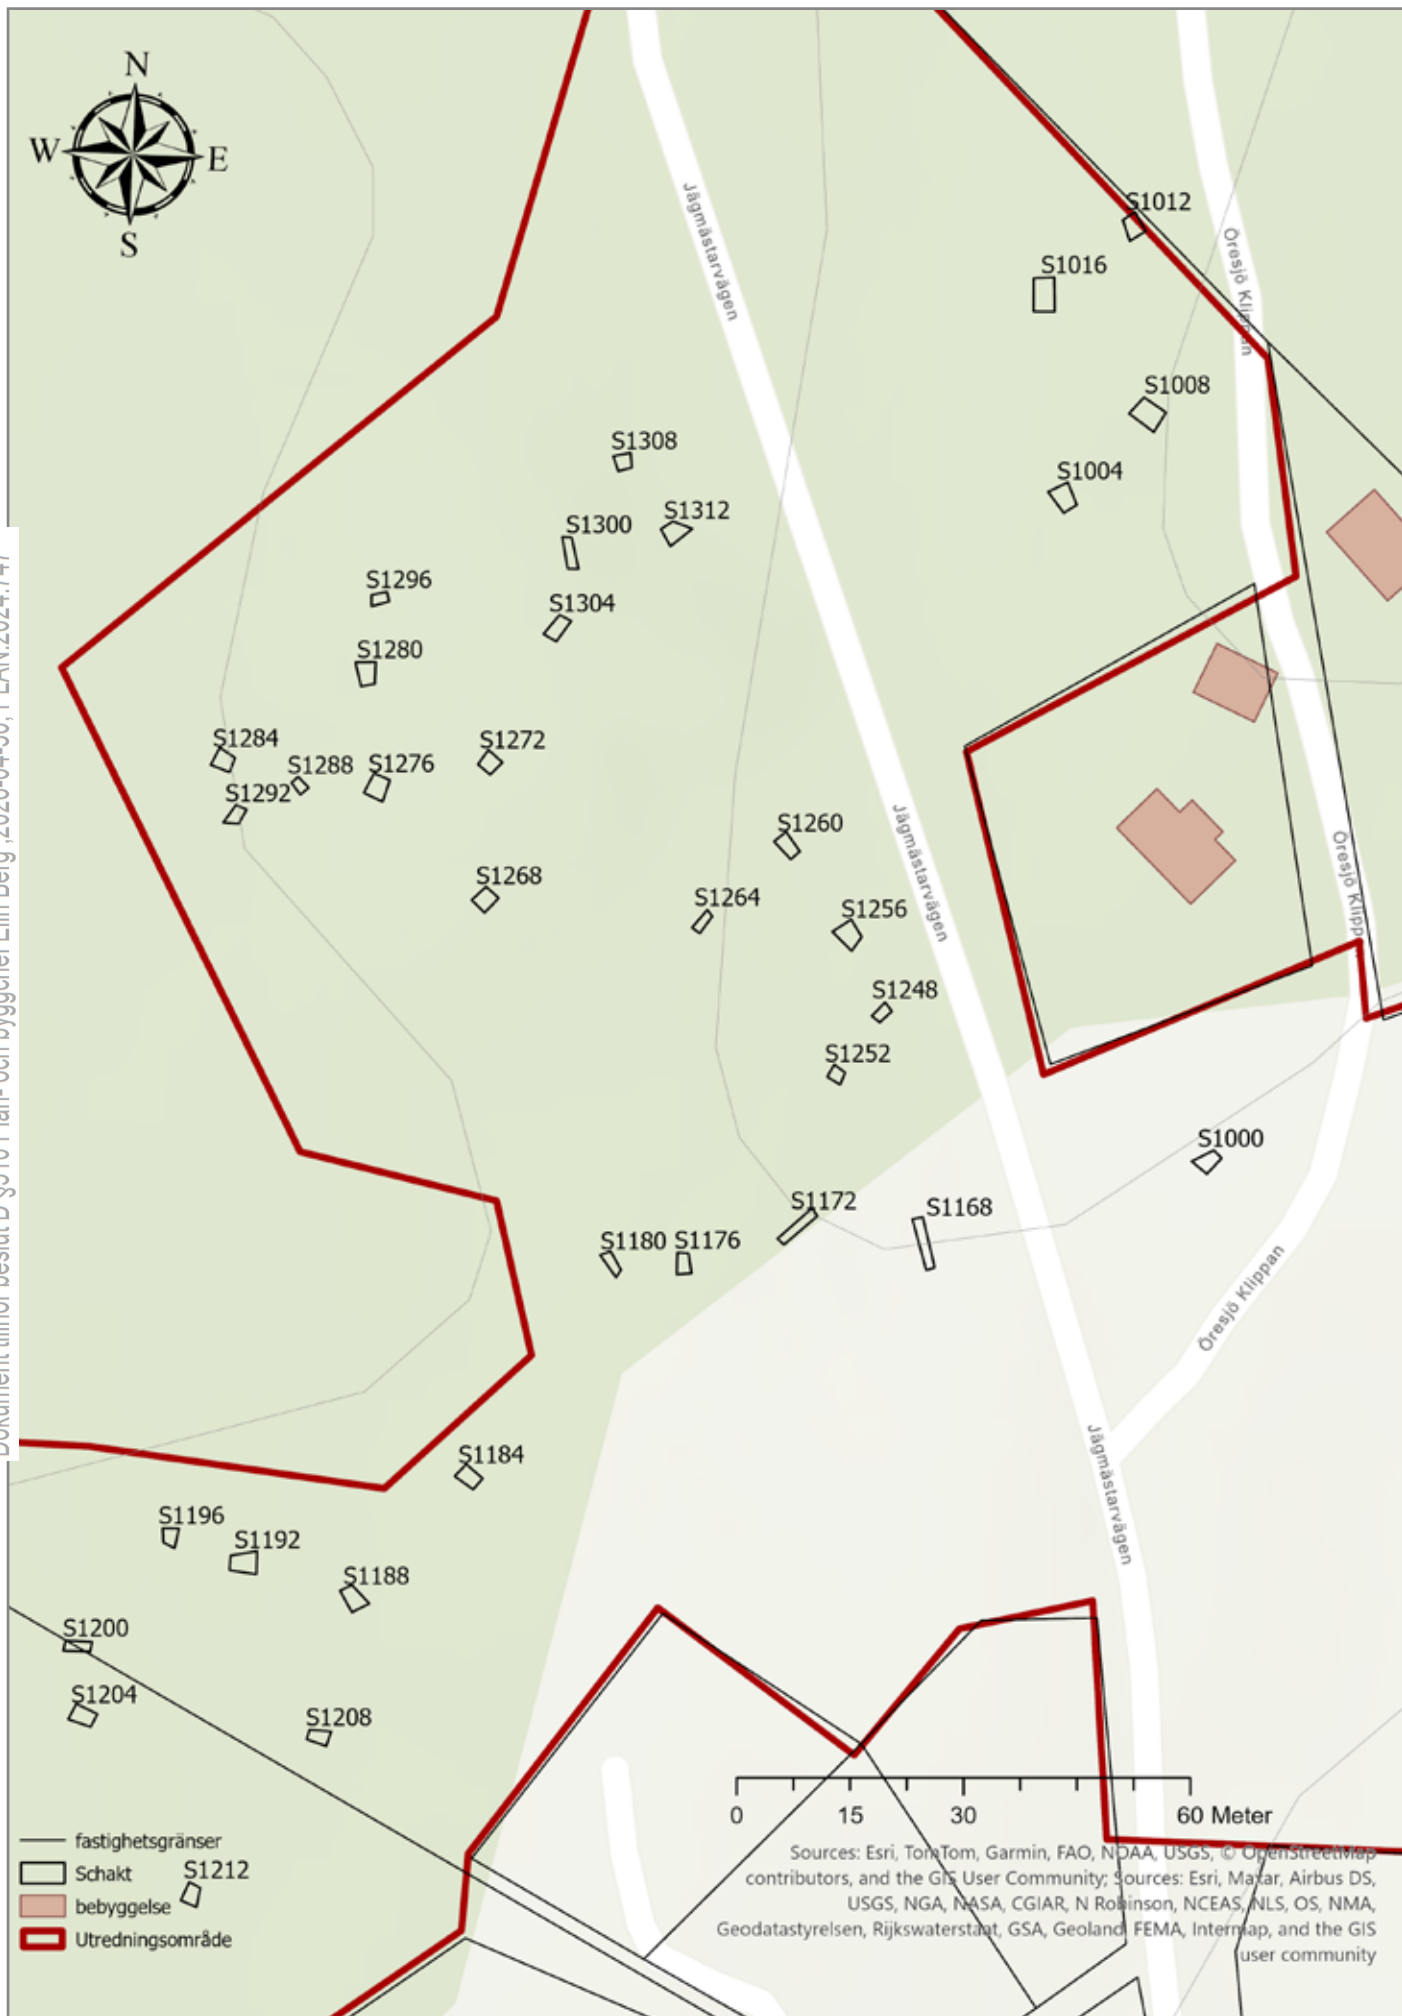 N
W
E
S
Jägmästarvägen
Öresjö Klippan
S1012
S1016
S1008
S1004
S1308
S1312
S1300
S1296
S1304
S1280
S1284
S1288
S1276
S1272
S1292
S1260
S1268
S1264
S1256
Jägmästarvägen
S1248
S1252
S1000
S1172
S1168
S1180
S1176
Öresjö Klippan
S1184
Jägmästarvägen
S1196
S1192
S1188
S1200
S1204
S1208
0 15 30 60 Meter
fastighetsgränser
Schakt
S1212
bebyggelse
Utredningsområde
Sources: Esri, TomTom, Garmin, FAO, NOAA, USGS, © OpenStreetMap
contributors, and the GIS User Community; Sources: Esri, Maxar, Airbus DS,
USGS, NGA, NASA, CGIAR, N Robinson, NCEAS, NLS, OS, NMA,
Geodatastyrelsen, Rijkswaterstaat, GSA, Geoland, FEMA, Intermap, and the GIS
user community